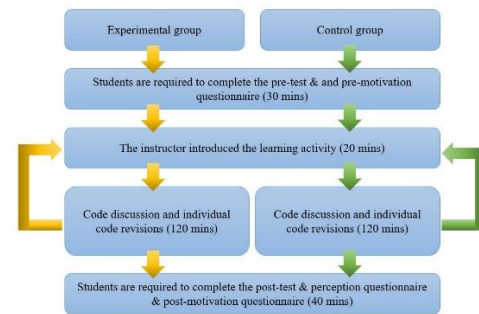 Experimental group
Control group
Students are required to complete the pre-test & and pre-motivation
questionnaire (30 mins)
The instructor introduced the learning activity (20 mins)
Code discussion and individual
code revisions (120 mins)
Code discussion and individual
code revisions (120 mins)
Students are required to complete the post-test & perception questionnaire
& post-motivation questionnaire (40 mins)